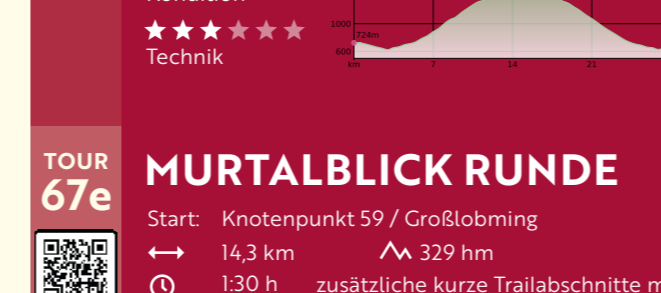 Kondition
Technik
1000
724m
600
km 7 14 21
TOUR
67e
MURTALBLICK RUNDE
Start: Knotenpunkt 59 / Großlobming
14,3 km 329 hm
1:30 h zusätzliche kurze Trailabschnitte